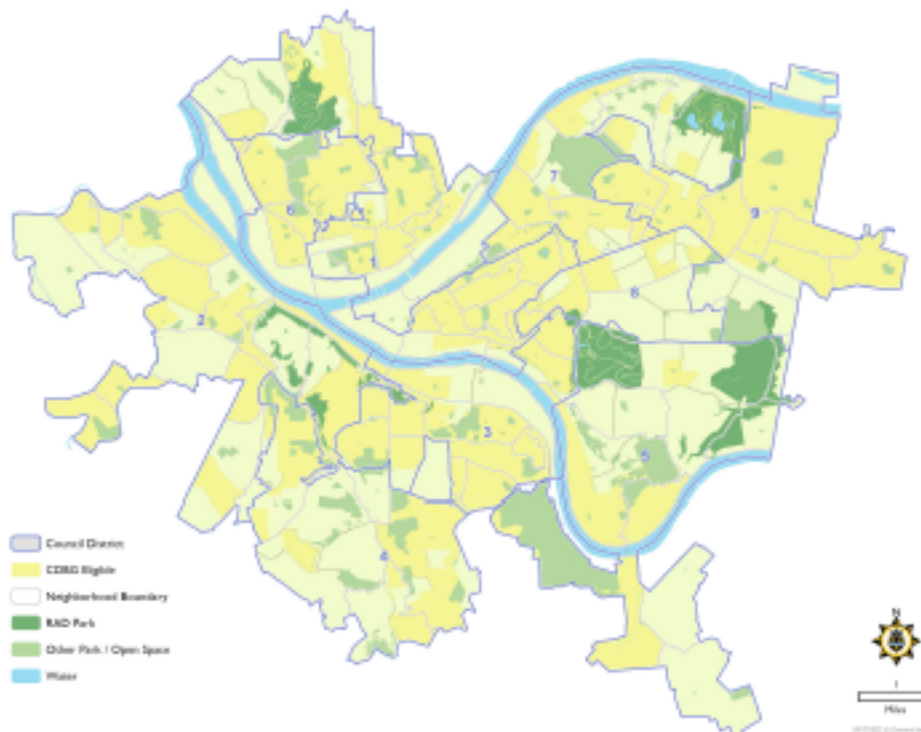 7
9
6
8
2
3
5
4
Council District
CDBG Eligible
Neighborhood Boundary
RAD Park
Other Park / Open Space
Water
N
1
Miles